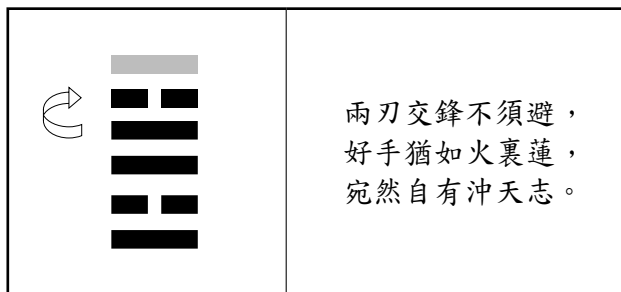 兩刃交鋒不須避，
好手猶如火裏蓮，
宛然自有沖天志。